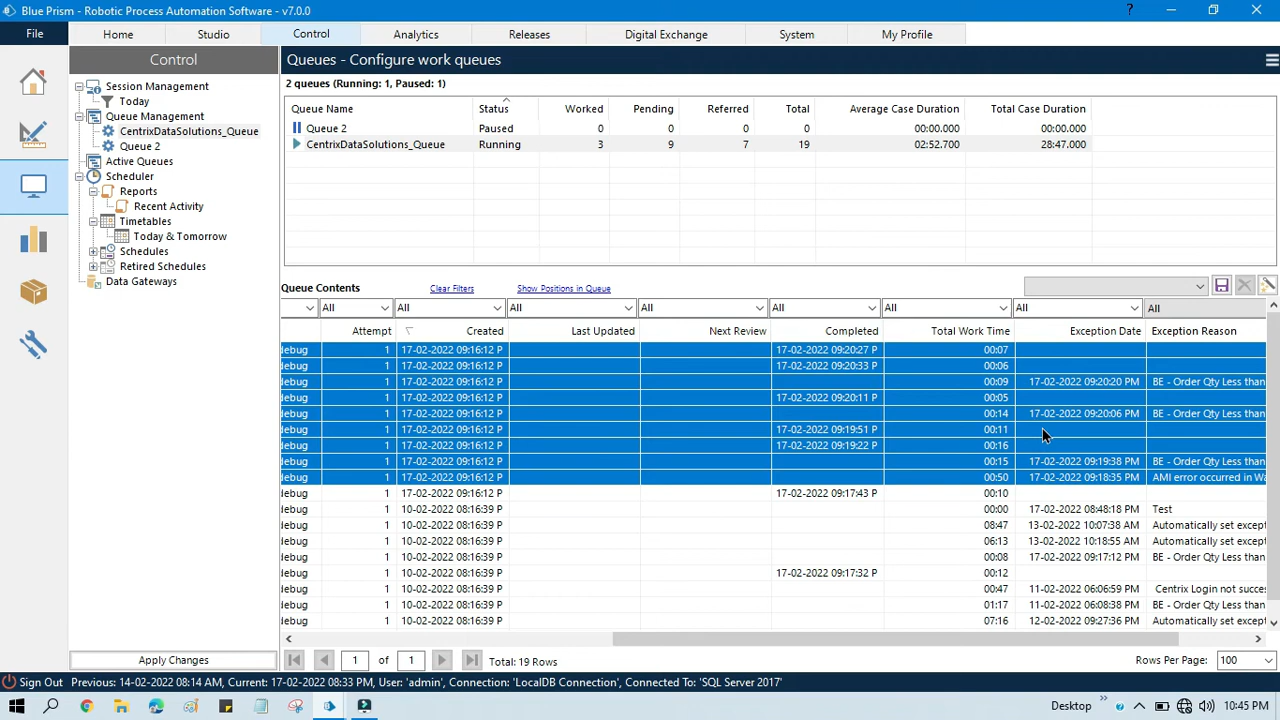 Blue Prism - Robotic Process Automation Software - v7.0.0
?
File Home Studio Control Analytics Releases Digital Exchange System My Profile
Control
Session Management
Today
Queue Management
CentrixDataSolutions_Queue
Queue 2
Active Queues
Scheduler
Reports
Recent Activity
Timetables
Today & Tomorrow
Schedules
Retired Schedules
Data Gateways
Apply Changes
Queues - Configure work queues
2 queues (Running: 1, Paused: 1)
Queue Name Status Worked Pending Referred Total Average Case Duration Total Case Duration
Queue 2 Paused 0 0 0 0 00:00.000 00:00.000
CentrixDataSolutions_Queue Running 3 9 7 19 02:52.700 28:47.000
Queue Contents Clear Filters Show Positions in Queue
All All All All All All All All
Attempt Created Last Updated Next Review Completed Total Work Time Exception Date Exception Reason
debug 1 17-02-2022 09:16:12 P 17-02-2022 09:20:27 P 00:07
debug 1 17-02-2022 09:16:12 P 17-02-2022 09:20:33 P 00:06
debug 1 17-02-2022 09:16:12 P 00:09 17-02-2022 09:20:20 PM BE - Order Qty Less than
debug 1 17-02-2022 09:16:12 P 17-02-2022 09:20:11 P 00:05
debug 1 17-02-2022 09:16:12 P 00:14 17-02-2022 09:20:06 PM BE - Order Qty Less than
debug 1 17-02-2022 09:16:12 P 17-02-2022 09:19:51 P 00:11
debug 1 17-02-2022 09:16:12 P 17-02-2022 09:19:22 P 00:16
debug 1 17-02-2022 09:16:12 P 00:15 17-02-2022 09:19:38 PM BE - Order Qty Less than
debug 1 17-02-2022 09:16:12 P 00:50 17-02-2022 09:18:35 PM AMI error occurred in Wa
debug 1 17-02-2022 09:16:12 P 17-02-2022 09:17:43 P 00:10
debug 1 10-02-2022 08:16:39 P 00:00 17-02-2022 08:48:18 PM Test
debug 1 10-02-2022 08:16:39 P 08:47 13-02-2022 10:07:38 AM Automatically set except
debug 1 10-02-2022 08:16:39 P 06:13 13-02-2022 10:18:55 AM Automatically set except
debug 1 10-02-2022 08:16:39 P 00:08 17-02-2022 09:17:12 PM BE - Order Qty Less than
debug 1 10-02-2022 08:16:39 P 17-02-2022 09:17:32 P 00:12
debug 1 10-02-2022 08:16:39 P 00:47 11-02-2022 06:06:59 PM Centrix Login not succes
debug 1 10-02-2022 08:16:39 P 01:17 11-02-2022 06:08:38 PM BE - Order Qty Less than
debug 1 10-02-2022 08:16:39 P 07:16 12-02-2022 09:27:36 PM Automatically set except
1 of 1 Total: 19 Rows Rows Per Page: 100
Sign Out Previous: 14-02-2022 08:14 AM, Current: 17-02-2022 08:33 PM, User: 'admin', Connection: 'LocalDB Connection', Connected To: 'SQL Server 2017'
Desktop 10:45 PM